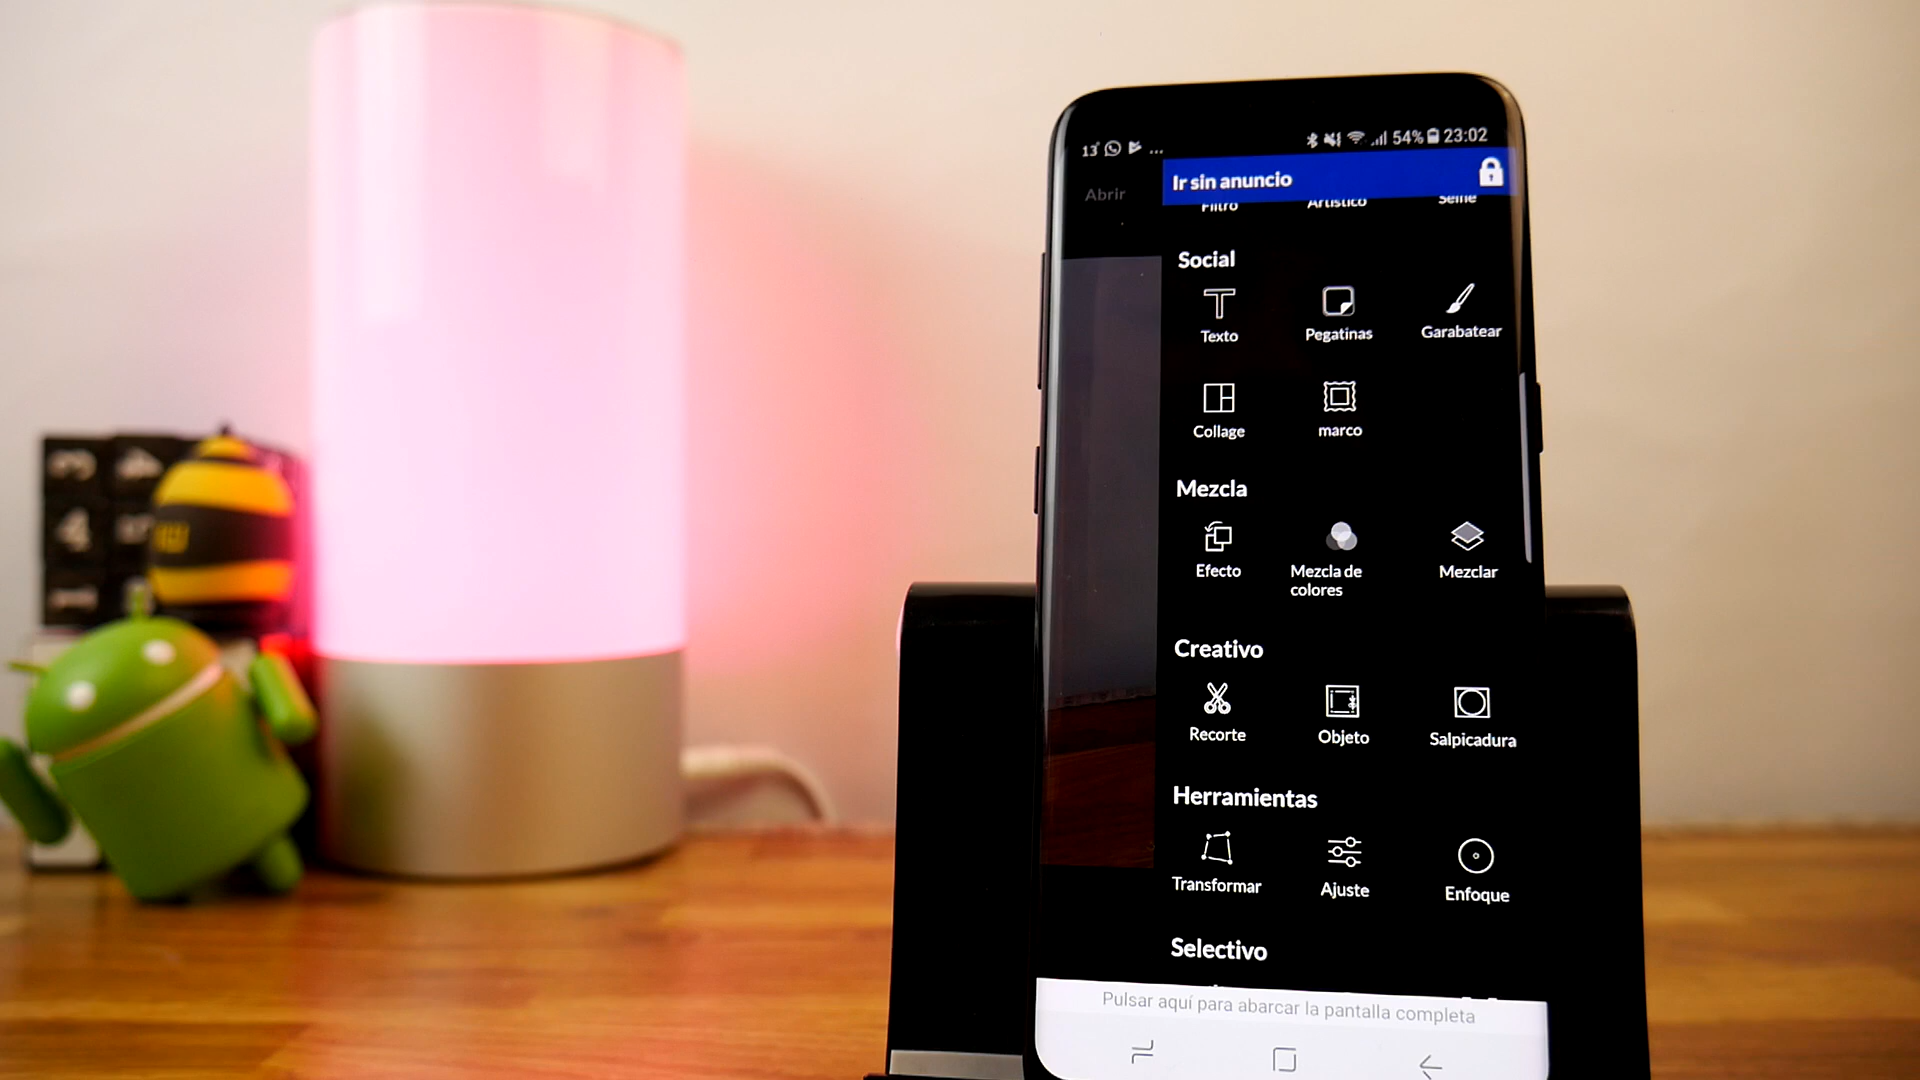 13° ... 54% 23:02
Abrir
Ir sin anuncio
Filtro Artístico Selfie
Social
Texto Pegatinas Garabatear
Collage marco
Mezcla
Efecto Mezcla de colores Mezclar
Creativo
Recorte Objeto Salpicadura
Herramientas
Transformar Ajuste Enfoque
Selectivo
Pulsar aquí para abarcar la pantalla completa
4